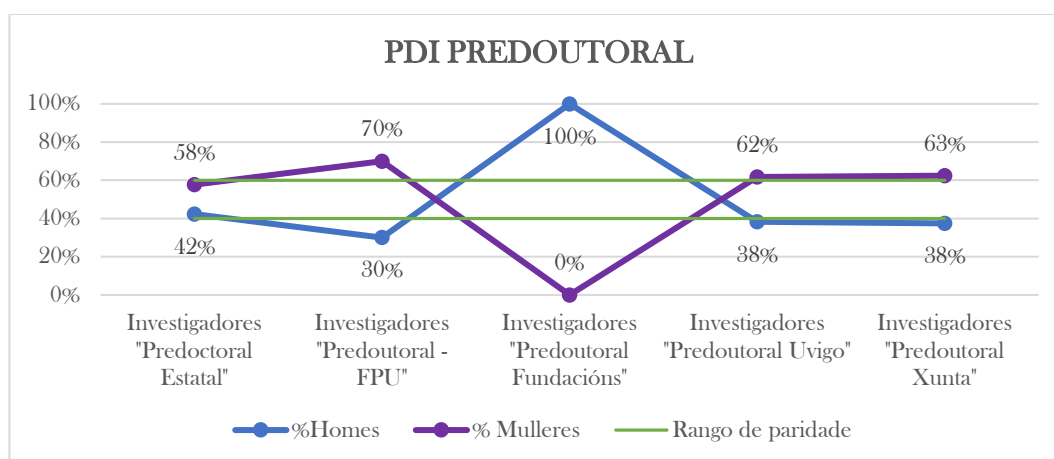 PDI PREDOUTORAL
100%
80%
60%
40%
20%
0%
58%
70%
100%
62%
63%
42%
30%
0%
38%
38%
Investigadores
"Predoctoral
Estatal"
Investigadores
"Predoutoral -
FPU"
Investigadores
"Predoutoral
Fundacións"
Investigadores
"Predoutoral Uvigo"
Investigadores
"Predoutoral
Xunta"
%Homes
% Mulleres
Rango de paridade